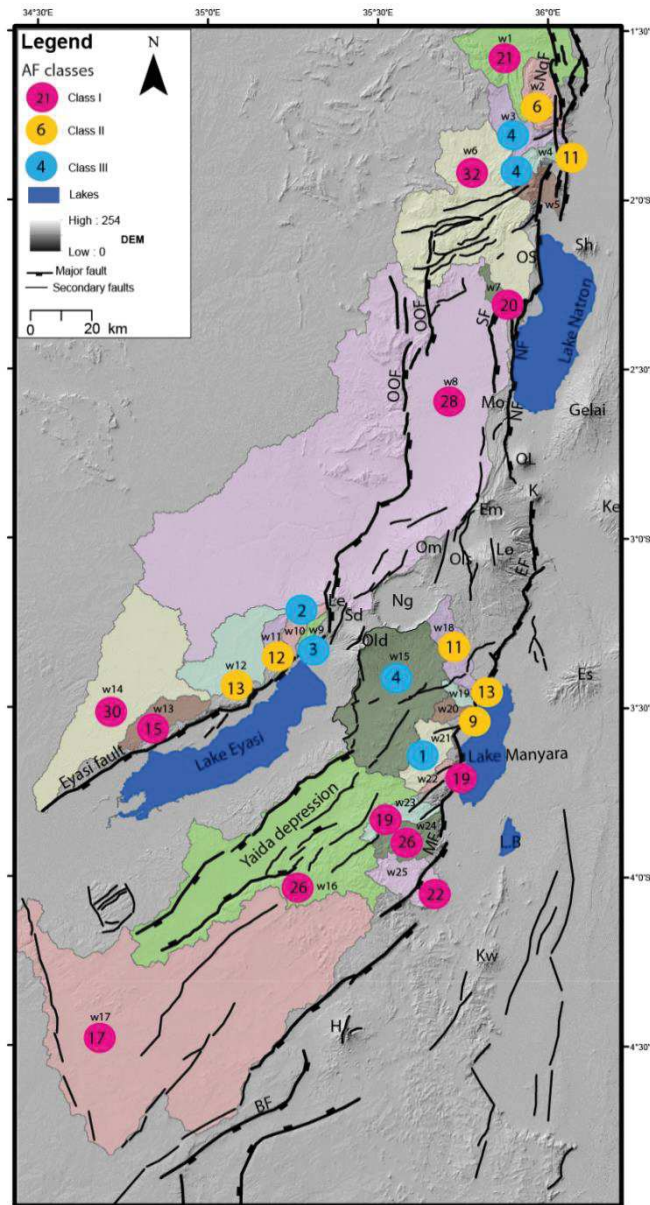 34°30' 35°0' 35°30' 36°0'
Legend
N
AF classes
21 Class I
6 Class II
4 Class III
Lakes
High : 254
DEM
Low : 0
Major fault
Secondary faults
0 20
km
1°30'
w1
21
NaF
w2
6
w3
4
w4
11
w6
32
4
w5
2°0'
OS
Sh
w7
20
OOF
SF
Lake Natron
NF
2°30'
OOF
w8
28
Mo
NF
Gelai
OL
K
Em
Ke
3°0'
Om
Ols
Lo
EF
Le
Ng
2
Sd
w11
w10
w9
w18
12
3
Old
11
w12
13
w15
4
w19
13
3°30'
w14
30
w13
15
w20
9
Es
Eyasi fault
Lake Eyasi
w21
1
Lake Manyara
w22
19
w23
19
w24
26
MF
L.B
Yaida depression
w25
4°0'
26
w16
22
Kw
w17
17
H
4°30'
BF